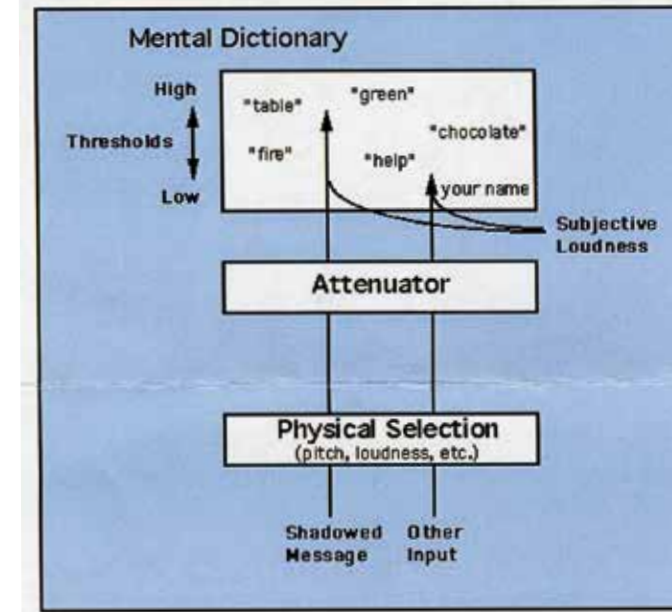 Mental Dictionary
High
Thresholds
Low
"table"
"green"
"chocolate"
"fire"
"help"
your name
Subjective
Loudness
Attenuator
Physical Selection
(pitch, loudness, etc.)
Shadowed
Message
Other
Input